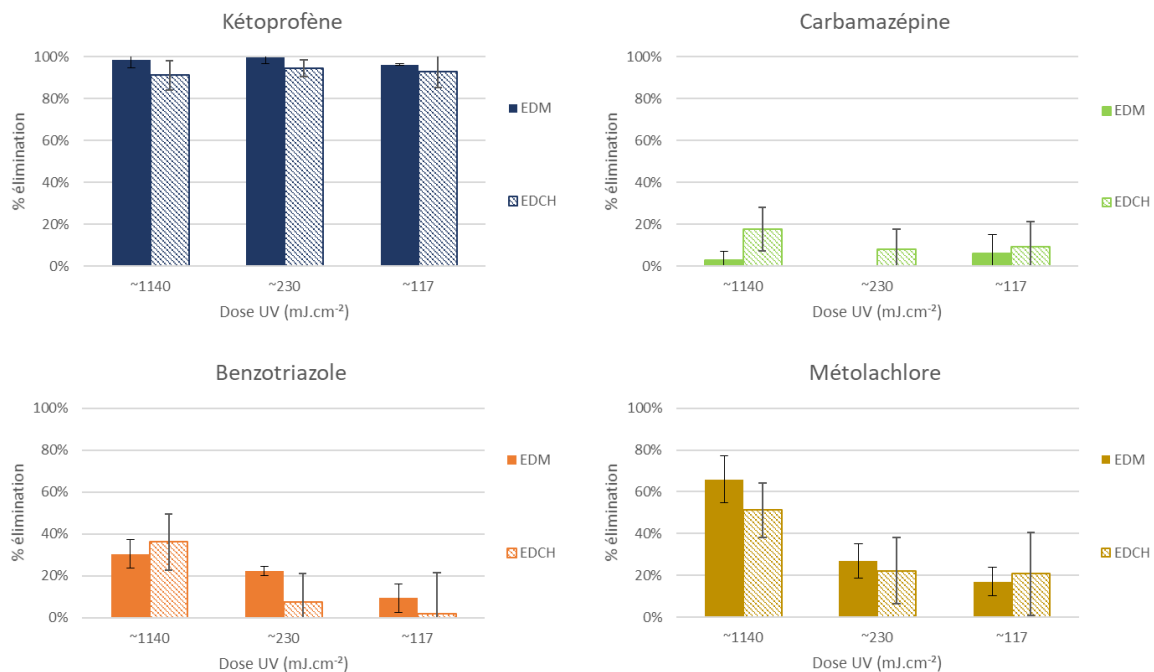 Kétoprofène
100%
80%
60%
40%
20%
0%
% élimination
~1140
~230
~117
Dose UV (mJ.cm⁻²)
EDM
EDCH
Carbamazépine
100%
80%
60%
40%
20%
0%
% élimination
~1140
~230
~117
Dose UV (mJ.cm⁻²)
EDM
EDCH
Benzotriazole
100%
80%
60%
40%
20%
0%
% élimination
~1140
~230
~117
Dose UV (mJ.cm⁻²)
EDM
EDCH
Métolachlore
100%
80%
60%
40%
20%
0%
% élimination
~1140
~230
~117
Dose UV (mJ.cm⁻²)
EDM
EDCH